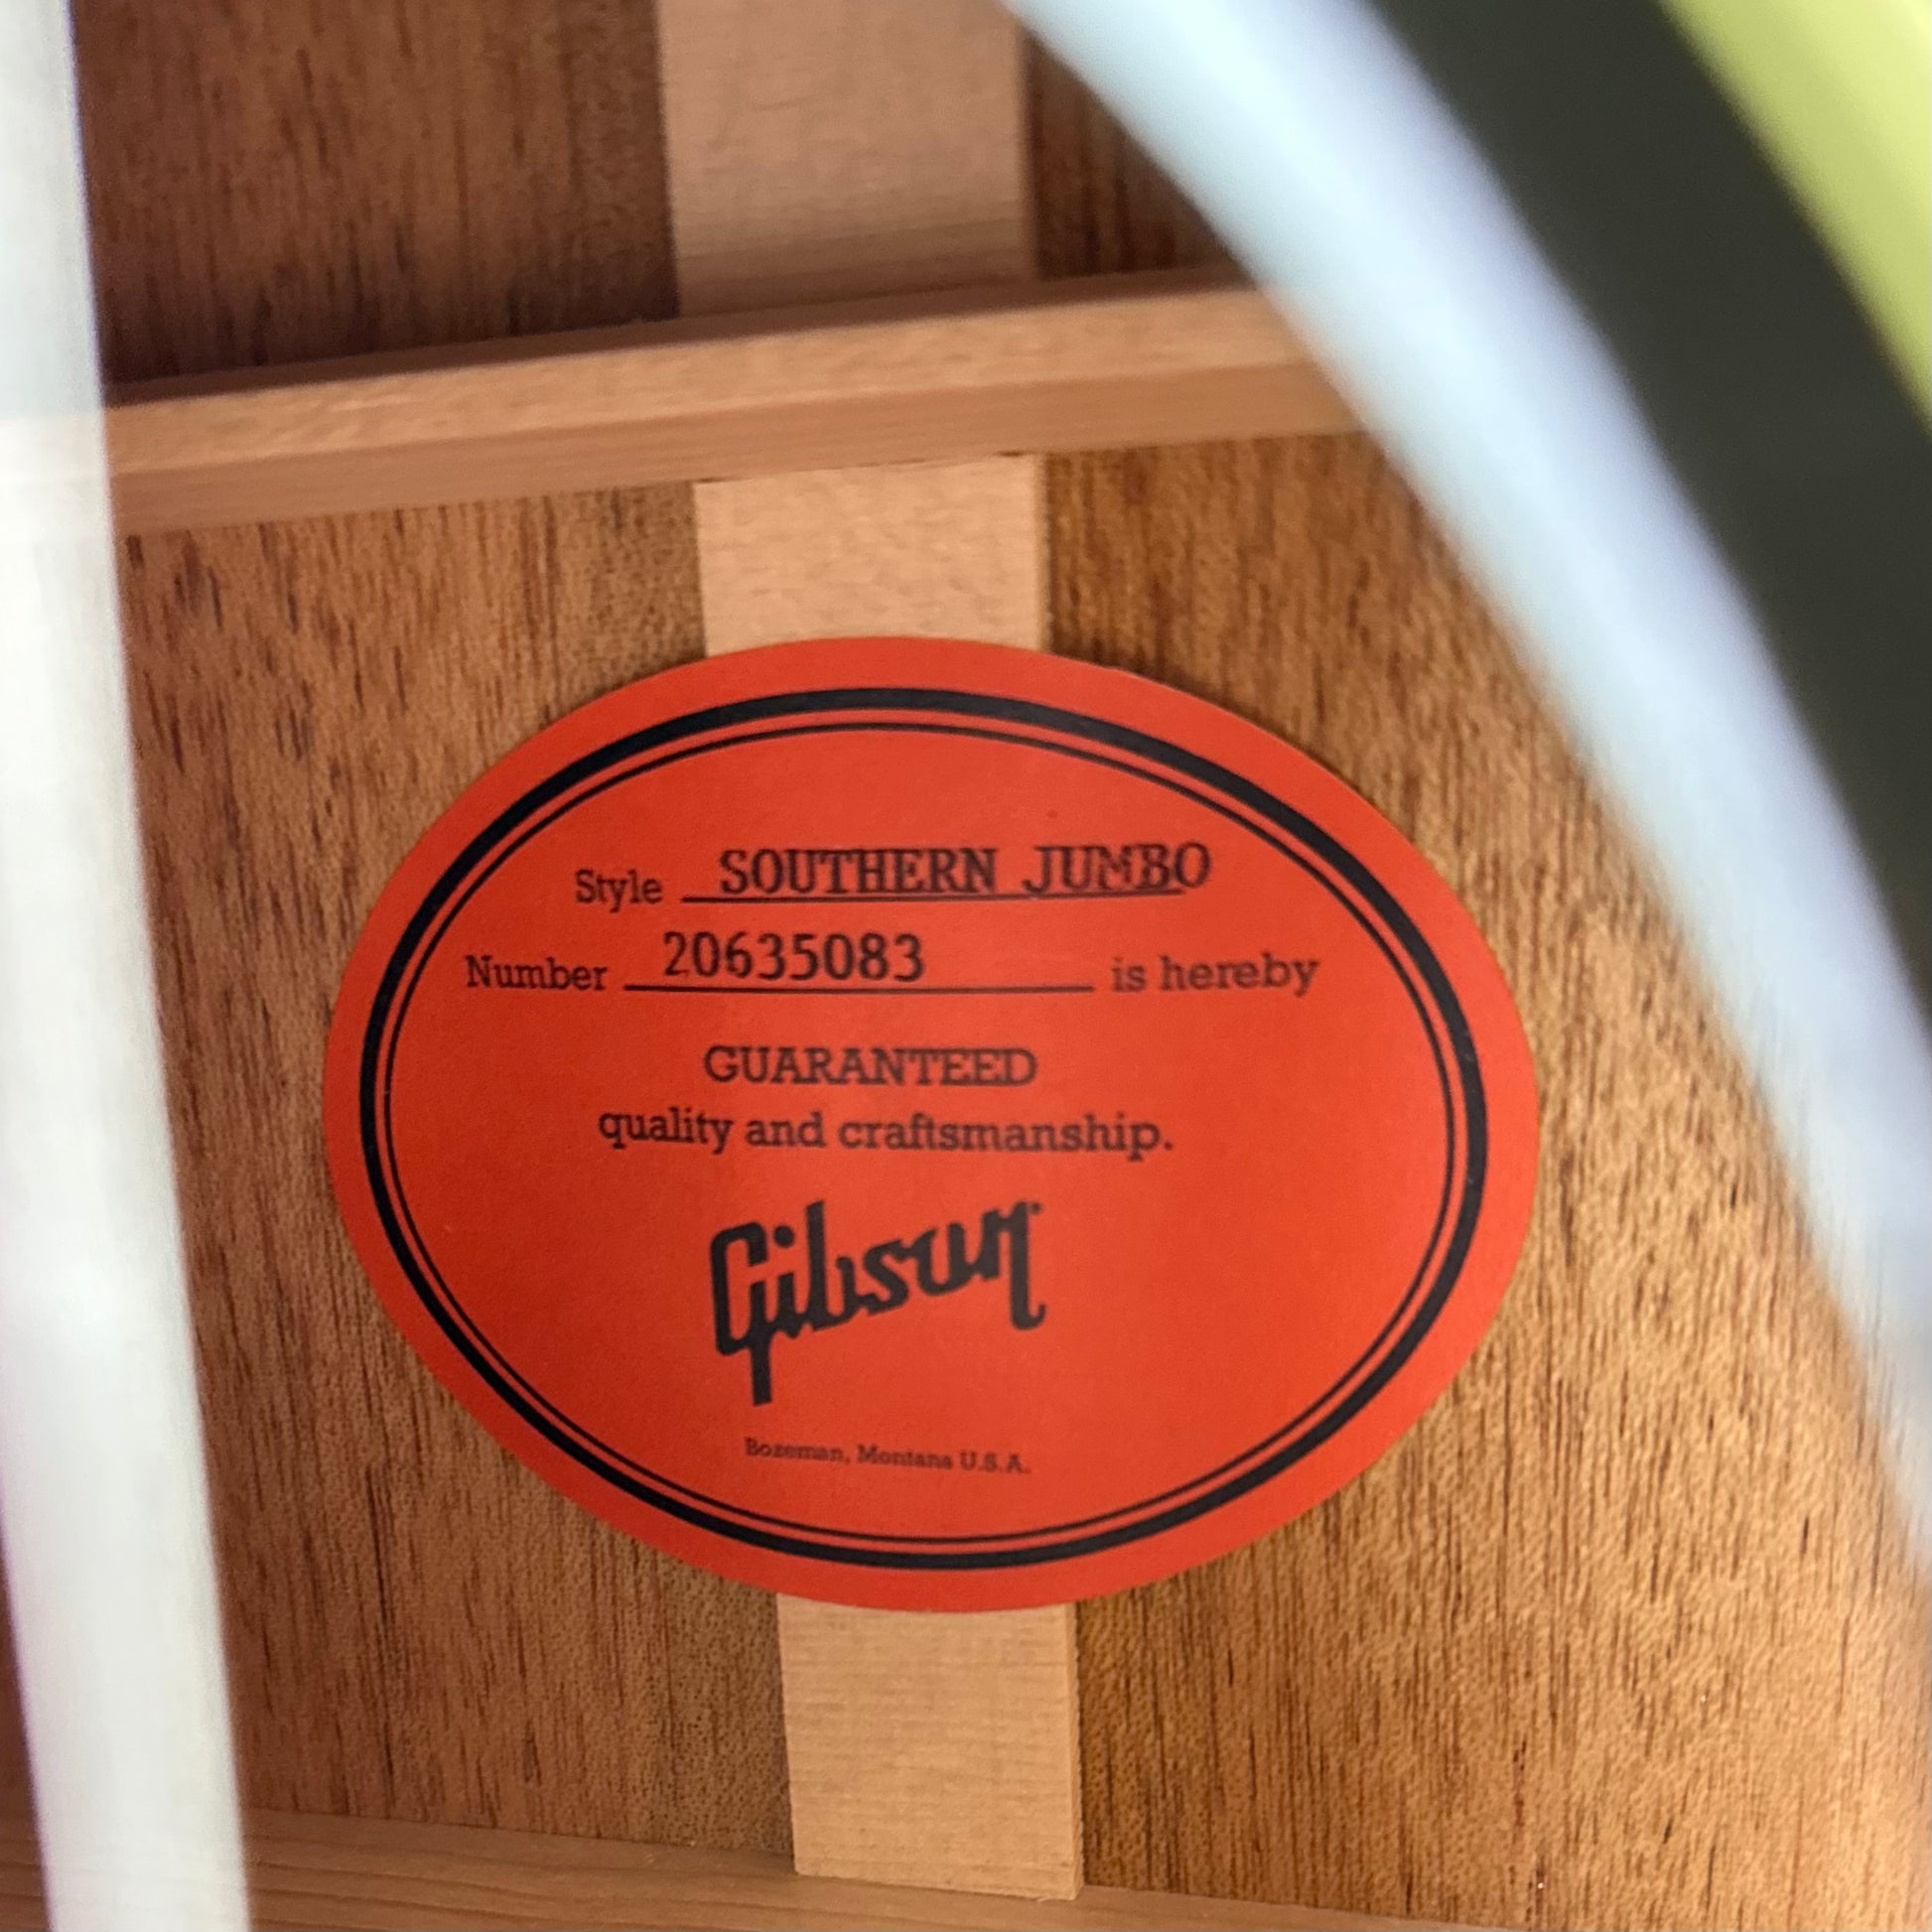 Style SOUTHERN JUMBO
Number 20635083 is hereby
GUARANTEED
quality and craftsmanship.
Gibson
Bozeman, Montana U.S.A.